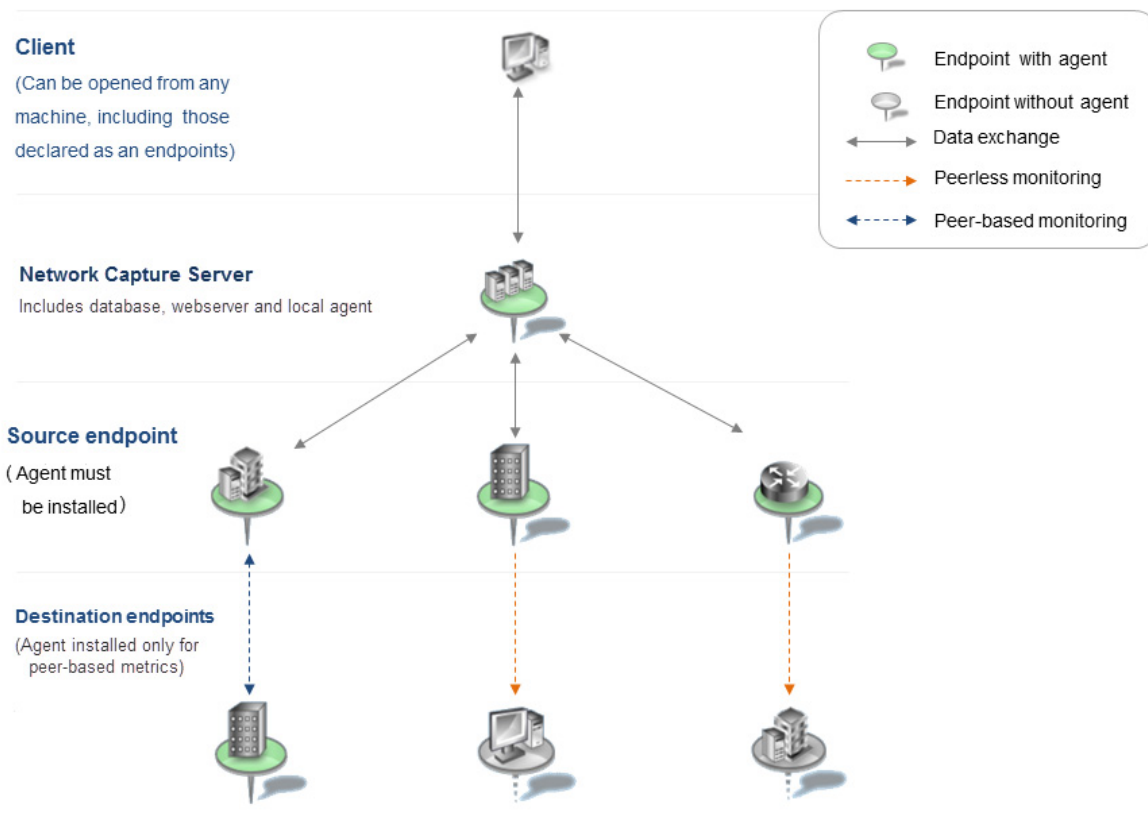 Client
(Can be opened from any
machine, including those
declared as an endpoints)
Endpoint with agent
Endpoint without agent
Data exchange
Peerless monitoring
Peer-based monitoring
Network Capture Server
Includes database, webserver and local agent
Source endpoint
(Agent must
be installed)
Destination endpoints
(Agent installed only for
peer-based metrics)